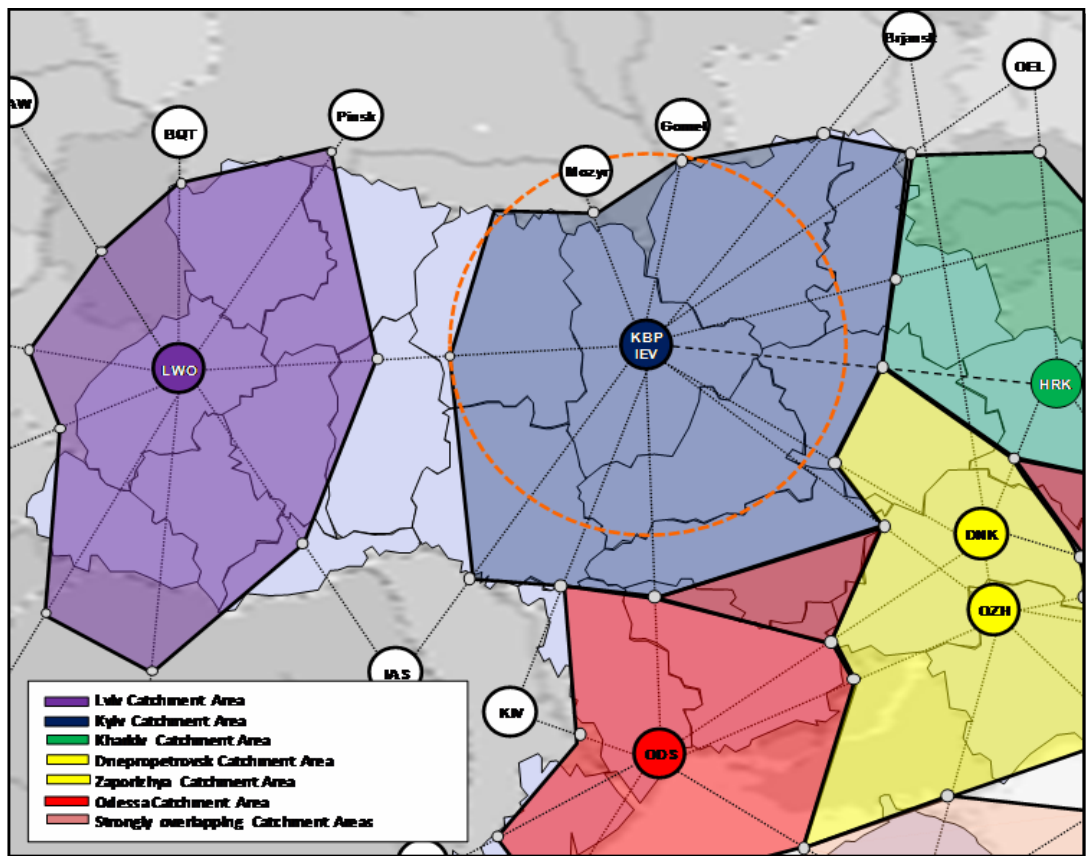 Brjansk
OEL
AW
BQT
Pinsk
Gomel
Mozyr
KBP
IEV
LWO
HRK
DNK
OZH
IAS
KIV
ODS
Lviv Catchment Area
Kyiv Catchment Area
Kharkiv Catchment Area
Dnepropetrovsk Catchment Area
Zaporizhya Catchment Area
Odessa Catchment Area
Strongly overlapping Catchment Areas